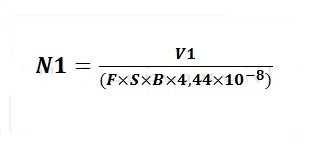 N1 = V1 / (F×S×B×4,44×10⁻⁸)